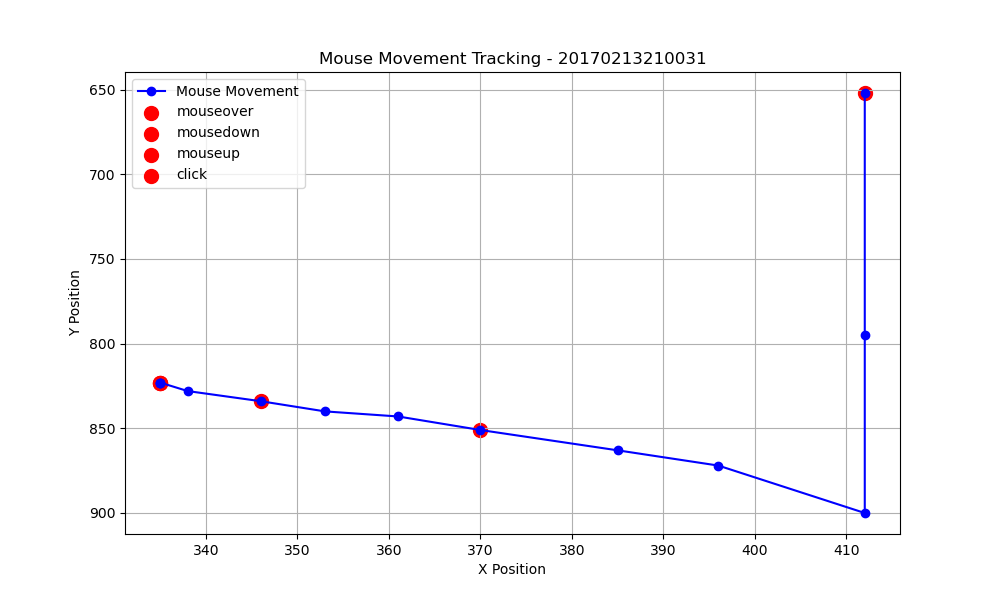 Mouse Movement Tracking - 20170213210031
Mouse Movement
mouseover
mousedown
mouseup
click
Y Position
650
700
750
800
850
900
340
350
360
370
380
390
400
410
X Position